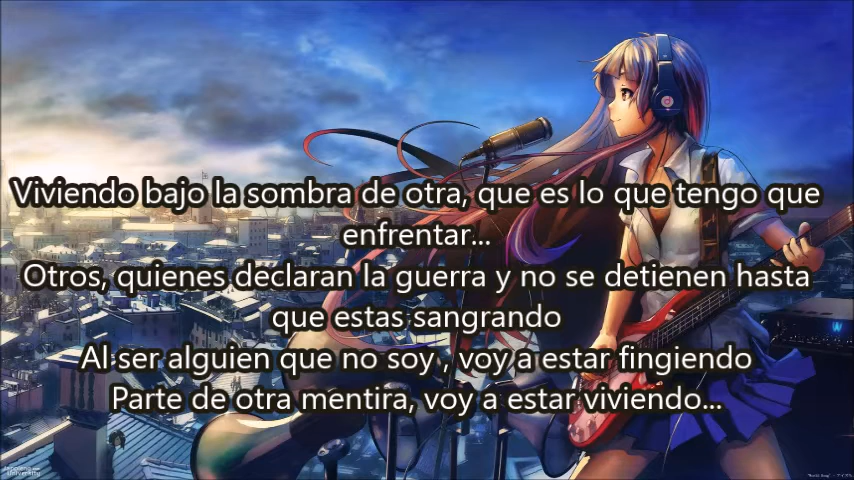 Viviendo bajo la sombra de otra, que es lo que tengo que
enfrentar...
Otros, quienes declaran la guerra y no se detienen hasta
que estas sangrando
Al ser alguien que no soy , voy a estar fingiendo
Parte de otra mentira, voy a estar viviendo...